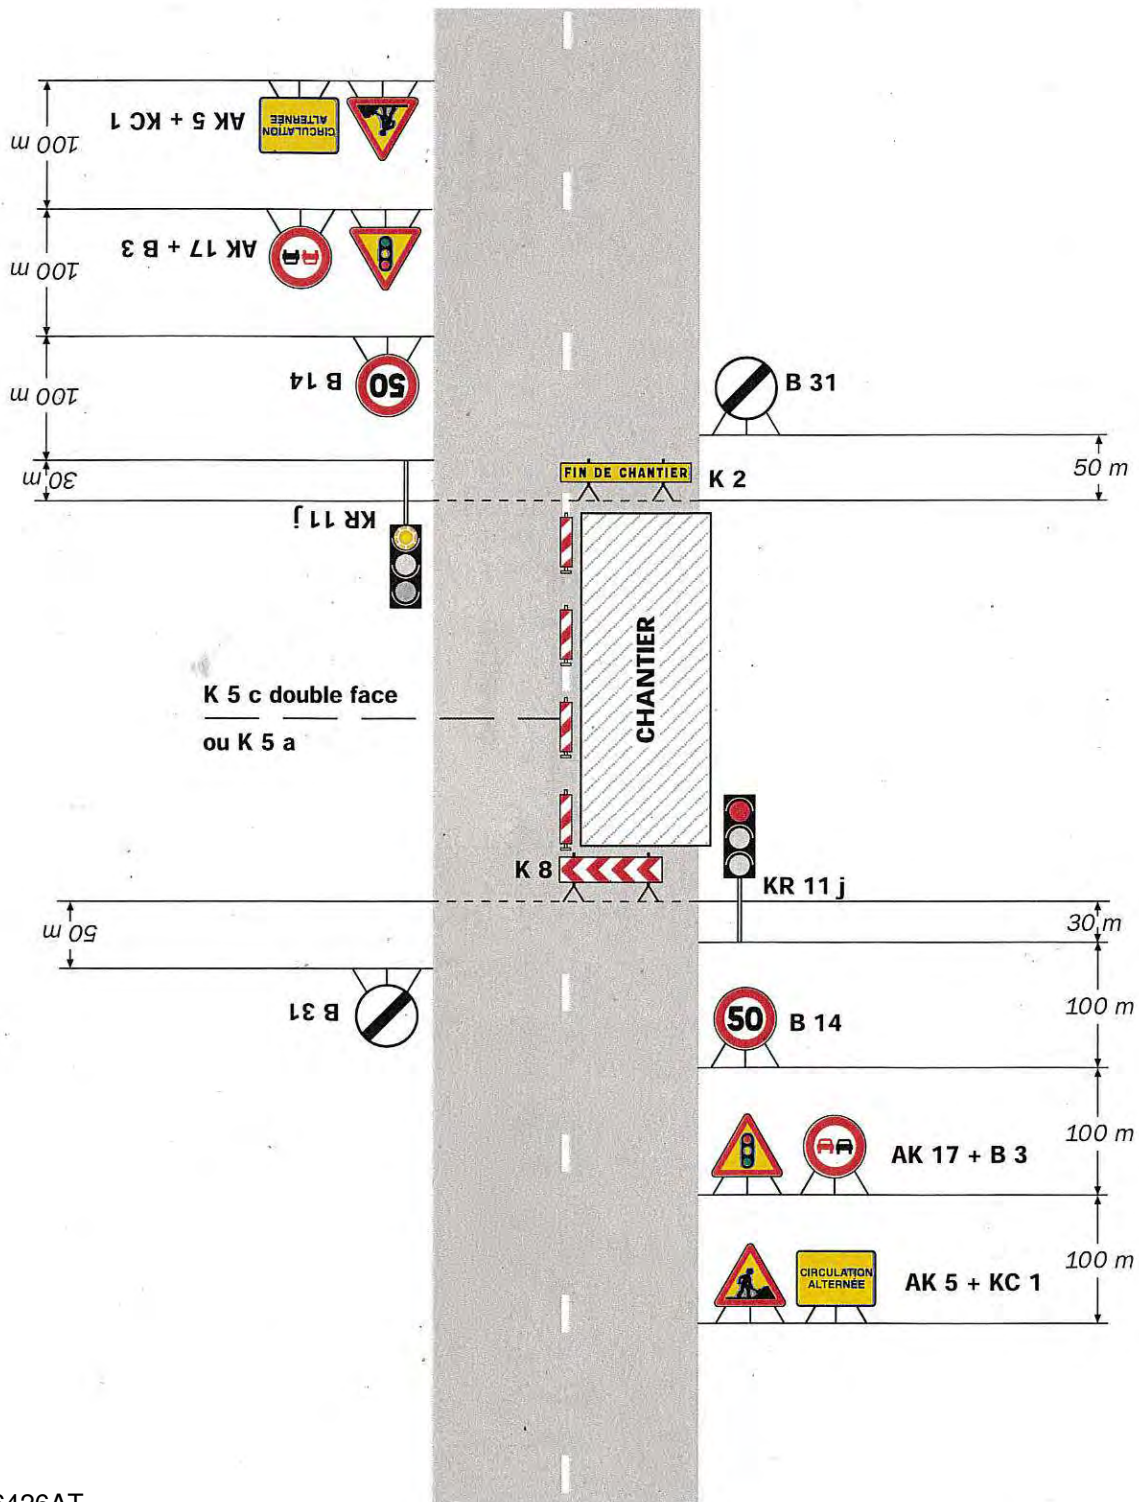 AK 5 + KC 1
CIRCULATION
ALTERNÉE
100 m
AK 17 + B 3
100 m
B 14
50
100 m
B 31
30 m
KR 11 j
FIN DE CHANTIER
K 2
50 m
CHANTIER
K 5 c double face
ou K 5 a
K 8
KR 11 j
50 m
30 m
B 31
50
B 14
100 m
AK 17 + B 3
100 m
CIRCULATION
ALTERNÉE
AK 5 + KC 1
100 m